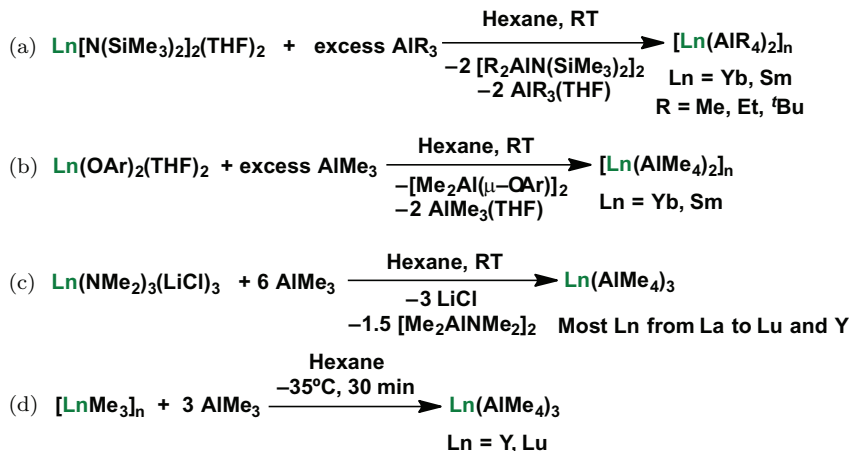 Hexane, RT
(a) Ln[N(SiMe3)2]2(THF)2 + excess AlR3 [Ln(AlR4)2]n
−2 [R2AlN(SiMe3)2]2
−2 AlR3(THF)
Ln = Yb, Sm
R = Me, Et, tBu
Hexane, RT
(b) Ln(OAr)2(THF)2 + excess AlMe3 [Ln(AlMe4)2]n
−[Me2Al(μ−OAr)]2
−2 AlMe3(THF)
Ln = Yb, Sm
Hexane, RT
(c) Ln(NMe2)3(LiCl)3 + 6 AlMe3 Ln(AlMe4)3
−3 LiCl
−1.5 [Me2AlNMe2]2 Most Ln from La to Lu and Y
Hexane
−35ºC, 30 min
(d) [LnMe3]n + 3 AlMe3 Ln(AlMe4)3
Ln = Y, Lu